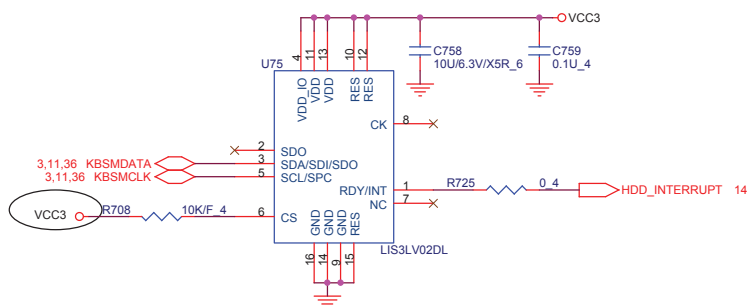 VCC3
4
11
13
10
12
U75
C758
10U/6.3V/X5R_6
C759
0.1U_4
VDD_IO
VDD
VDD
RES
RES
CK
8
2
SDO
3,11,36 KBSMDATA
3
SDA/SDI/SDO
3,11,36 KBSMCLK
5
SCL/SPC
RDY/INT
1
R725
0_4
HDD_INTERRUPT 14
NC
7
VCC3
R708
10K/F_4
6
CS
GND
GND
GND
RES
LIS3LV02DL
16
14
9
15